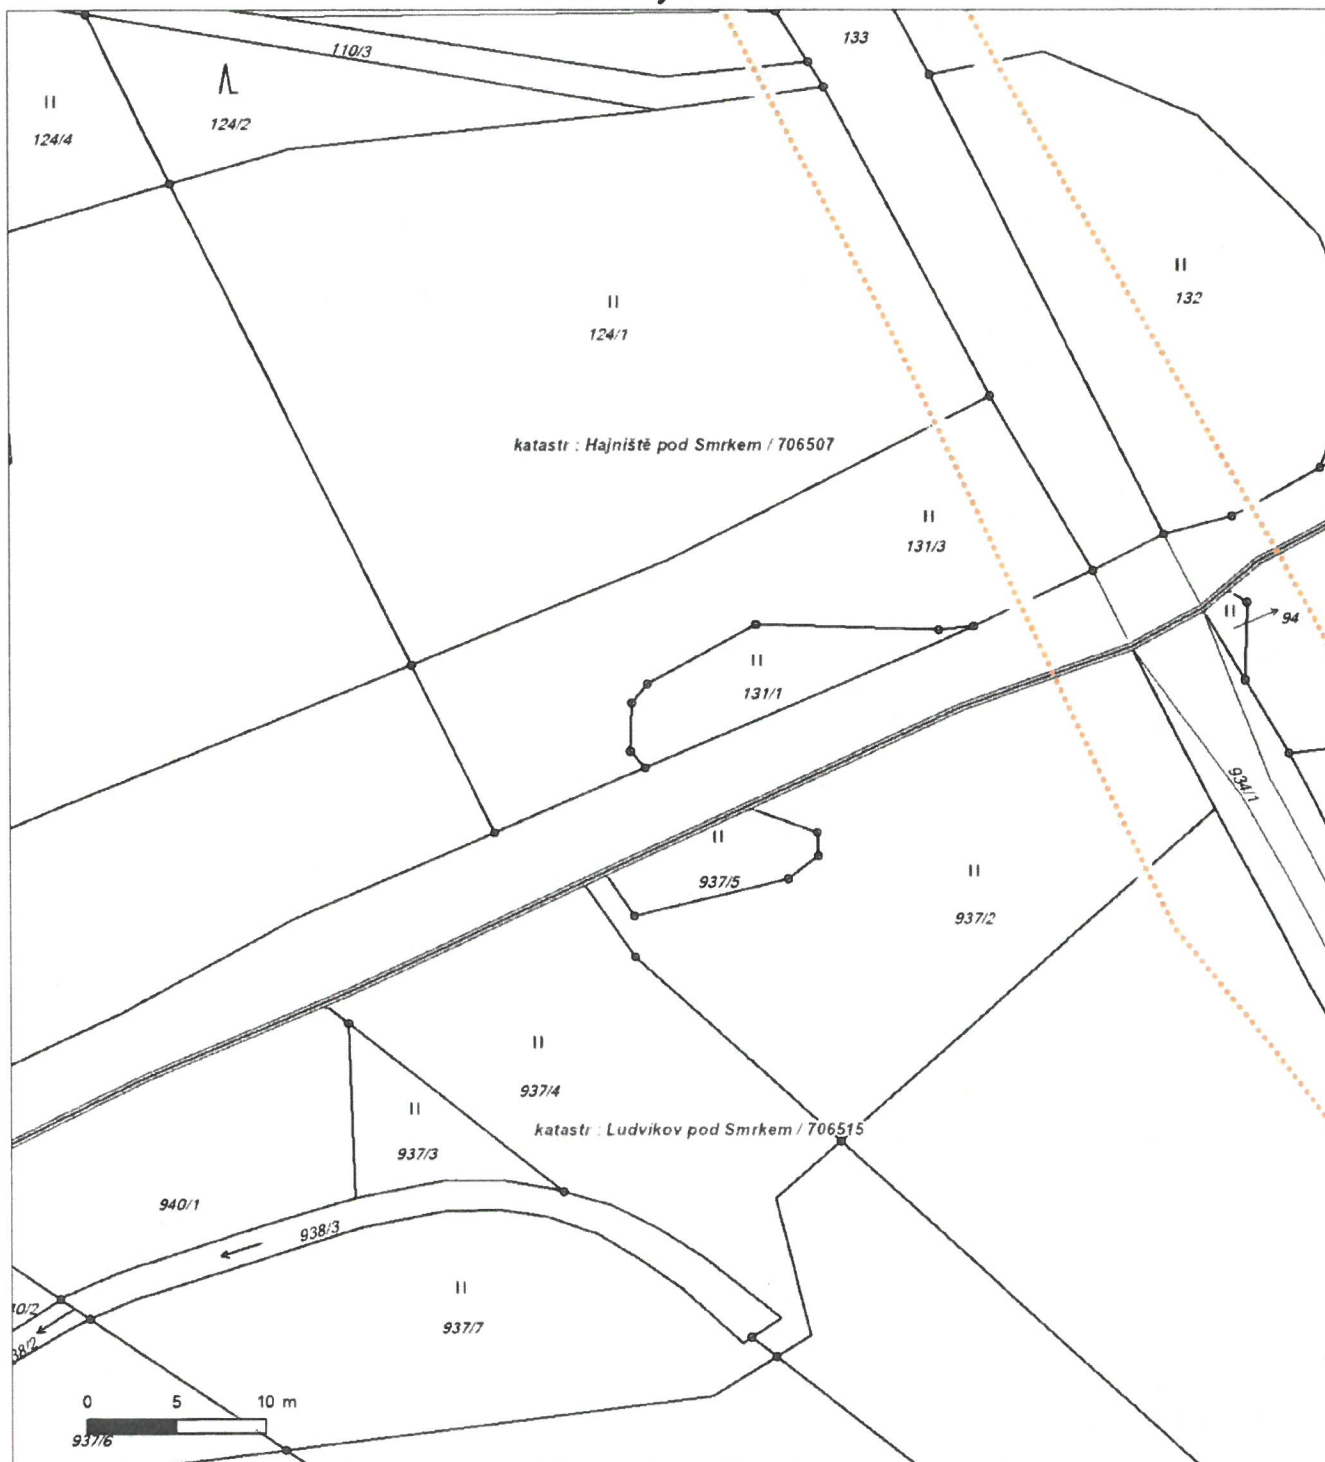 133
110/3
II
124/4
124/2
II
132
II
124/1
katastr : Hajniště pod Smrkem / 706507
II
131/3
II
94
II
131/1
934/1
II
937/5
II
937/2
II
937/4
II
937/3
katastr : Ludvíkov pod Smrkem / 706515
940/1
938/3
II
937/7
0 5 10 m
937/6